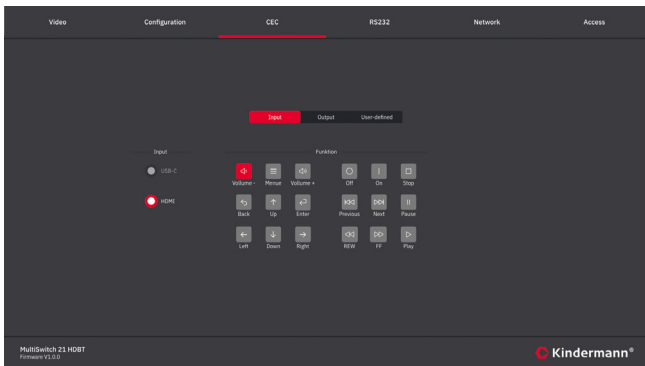 Video Configuration CEC RS232 Network Access
Input Output User-defined
Input Funktion
USB-C
Volume - Menue Volume + Off On Stop
HDMI
Back Up Enter Previous Next Pause
Left Down Right REW FF Play
MultiSwitch 21 HDBT
Firmware V1.0.0
Kindermann®